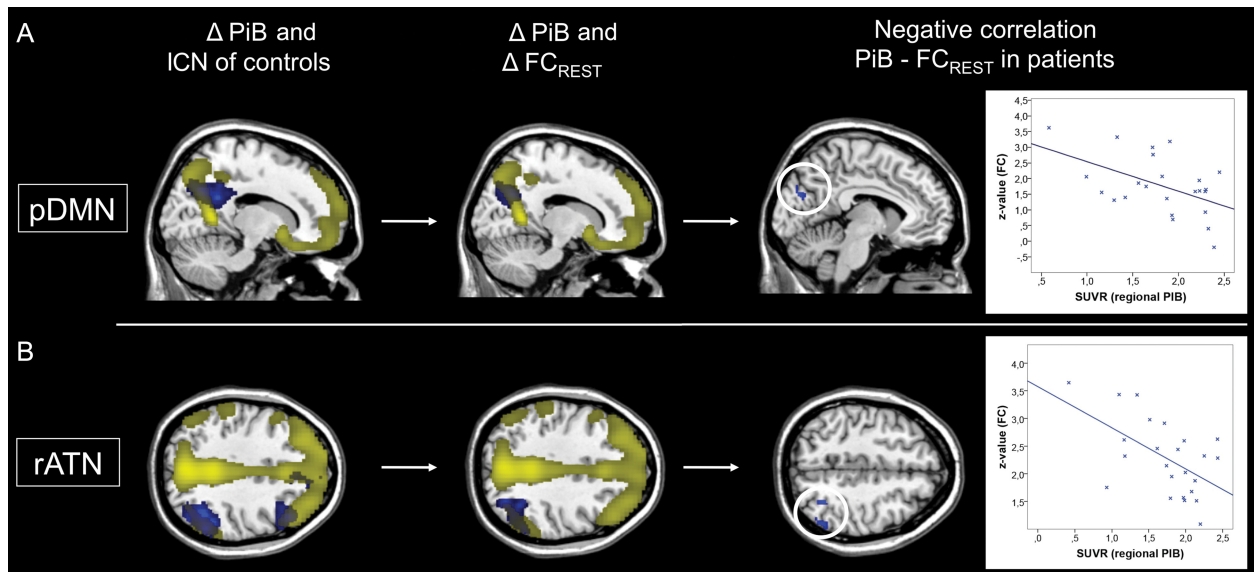 A
Δ PiB and
ICN of controls
Δ PiB and
Δ FCREST
Negative correlation
PiB - FCREST in patients
pDMN
z-value (FC)
4,5
4,0
3,5
3,0
2,5
2,0
1,5
1,0
,5
,0
-,5
,5 1,0 1,5 2,0 2,5
SUVR (regional PIB)
B
rATN
z-value (FC)
4,0
3,5
3,0
2,5
2,0
1,5
,0 ,5 1,0 1,5 2,0 2,5
SUVR (regional PIB)